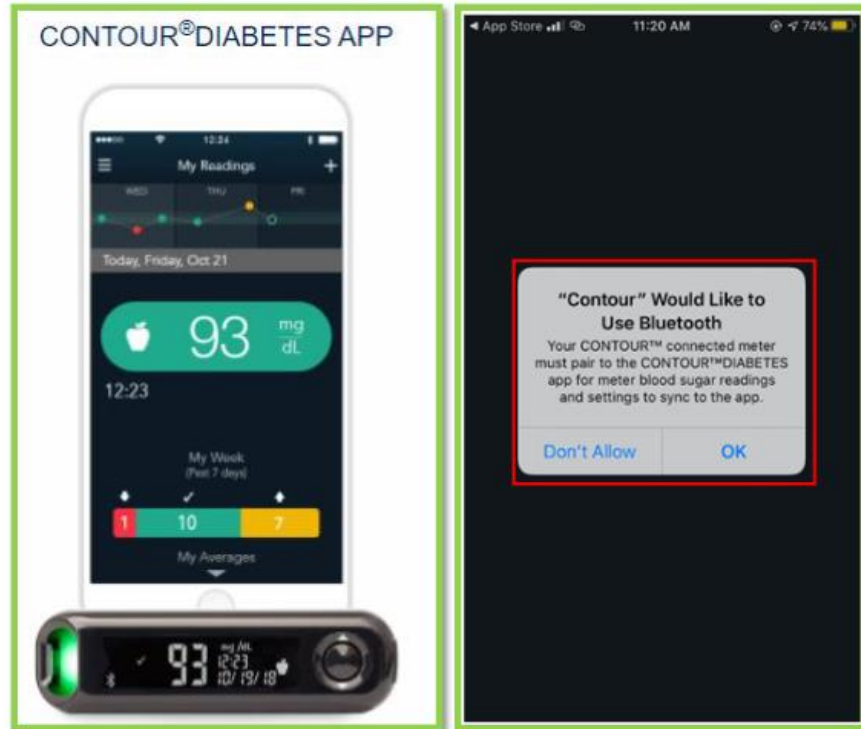 CONTOUR®DIABETES APP
12:24
My Readings
WED THU FRI
Today, Friday, Oct 21
93 mg/dL
12:23
My Week
(Past 7 days)
1 10 7
My Averages
93 mg/dL
12:23
10/19/18
App Store 11:20 AM 74%
"Contour" Would Like to
Use Bluetooth
Your CONTOUR™ connected meter
must pair to the CONTOUR™DIABETES
app for meter blood sugar readings
and settings to sync to the app.
Don't Allow OK